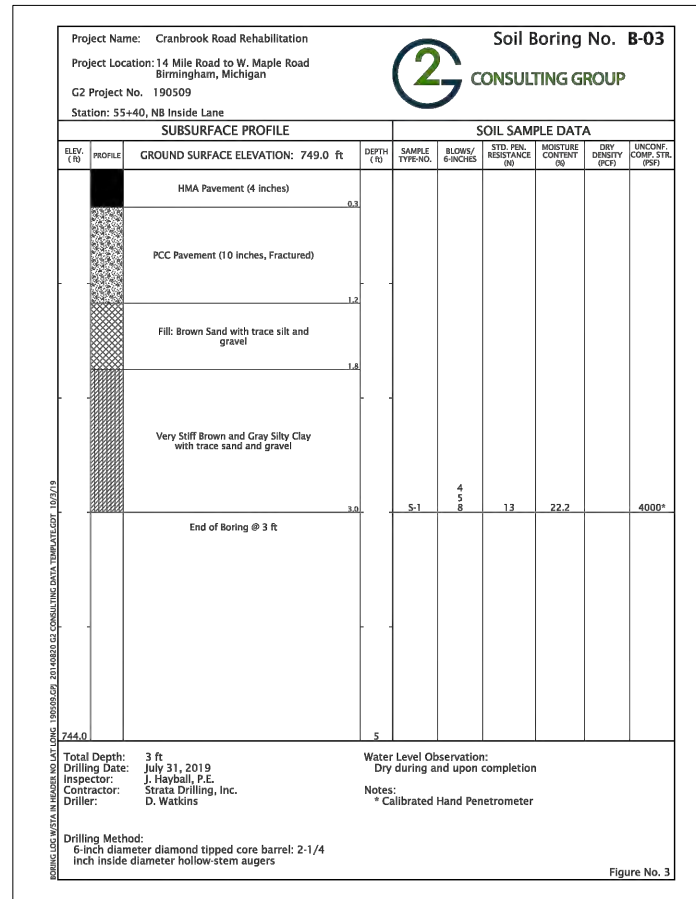 Project Name: Cranbrook Road Rehabilitation
Project Location: 14 Mile Road to W. Maple Road
Birmingham, Michigan
G2 Project No. 190509
Station: 55+40, NB Inside Lane
Soil Boring No. B-03
G2 CONSULTING GROUP
SUBSURFACE PROFILE
SOIL SAMPLE DATA
ELEV. (ft)
PROFILE
GROUND SURFACE ELEVATION: 749.0 ft
DEPTH (ft)
SAMPLE TYPE-NO.
BLOWS/ 6-INCHES
STD. PEN. RESISTANCE (N)
MOISTURE CONTENT (%)
DRY DENSITY (PCF)
UNCONF. COMP. STR. (PSF)
HMA Pavement (4 inches)
0.3
PCC Pavement (10 inches, Fractured)
1.2
Fill: Brown Sand with trace silt and
gravel
1.8
Very Stiff Brown and Gray Silty Clay
with trace sand and gravel
4
5
3.0 S-1 8 13 22.2 4000*
End of Boring @ 3 ft
744.0 5
Total Depth: 3 ft
Drilling Date: July 31, 2019
Inspector: J. Hayball, P.E.
Contractor: Strata Drilling, Inc.
Driller: D. Watkins
Water Level Observation:
Dry during and upon completion
Notes:
* Calibrated Hand Penetrometer
Drilling Method:
6-inch diameter diamond tipped core barrel: 2-1/4
inch inside diameter hollow-stem augers
Figure No. 3
BORING LOG W/STA IN HEADER NO LAT LONG 190509.GPJ 20140820 G2 CONSULTING DATA TEMPLATE.GDT 10/3/19